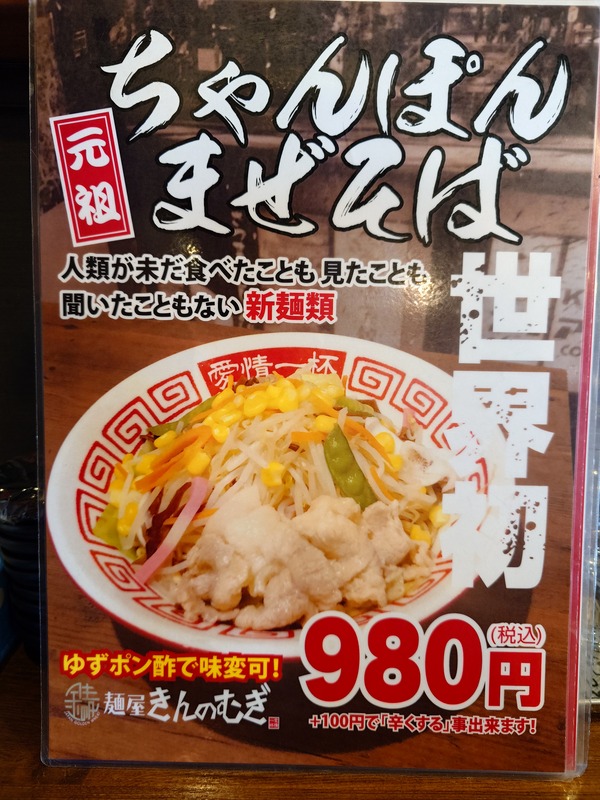 ちゃんぽん
元祖
まぜそば
人類が未だ食べたことも 見たことも
聞いたこともない 新麺類
世界初
愛情一杯
ゆずポン酢で味変可!
980円
(税込)
麺屋 きんのむぎ
+100円で「辛くする」事出来ます!